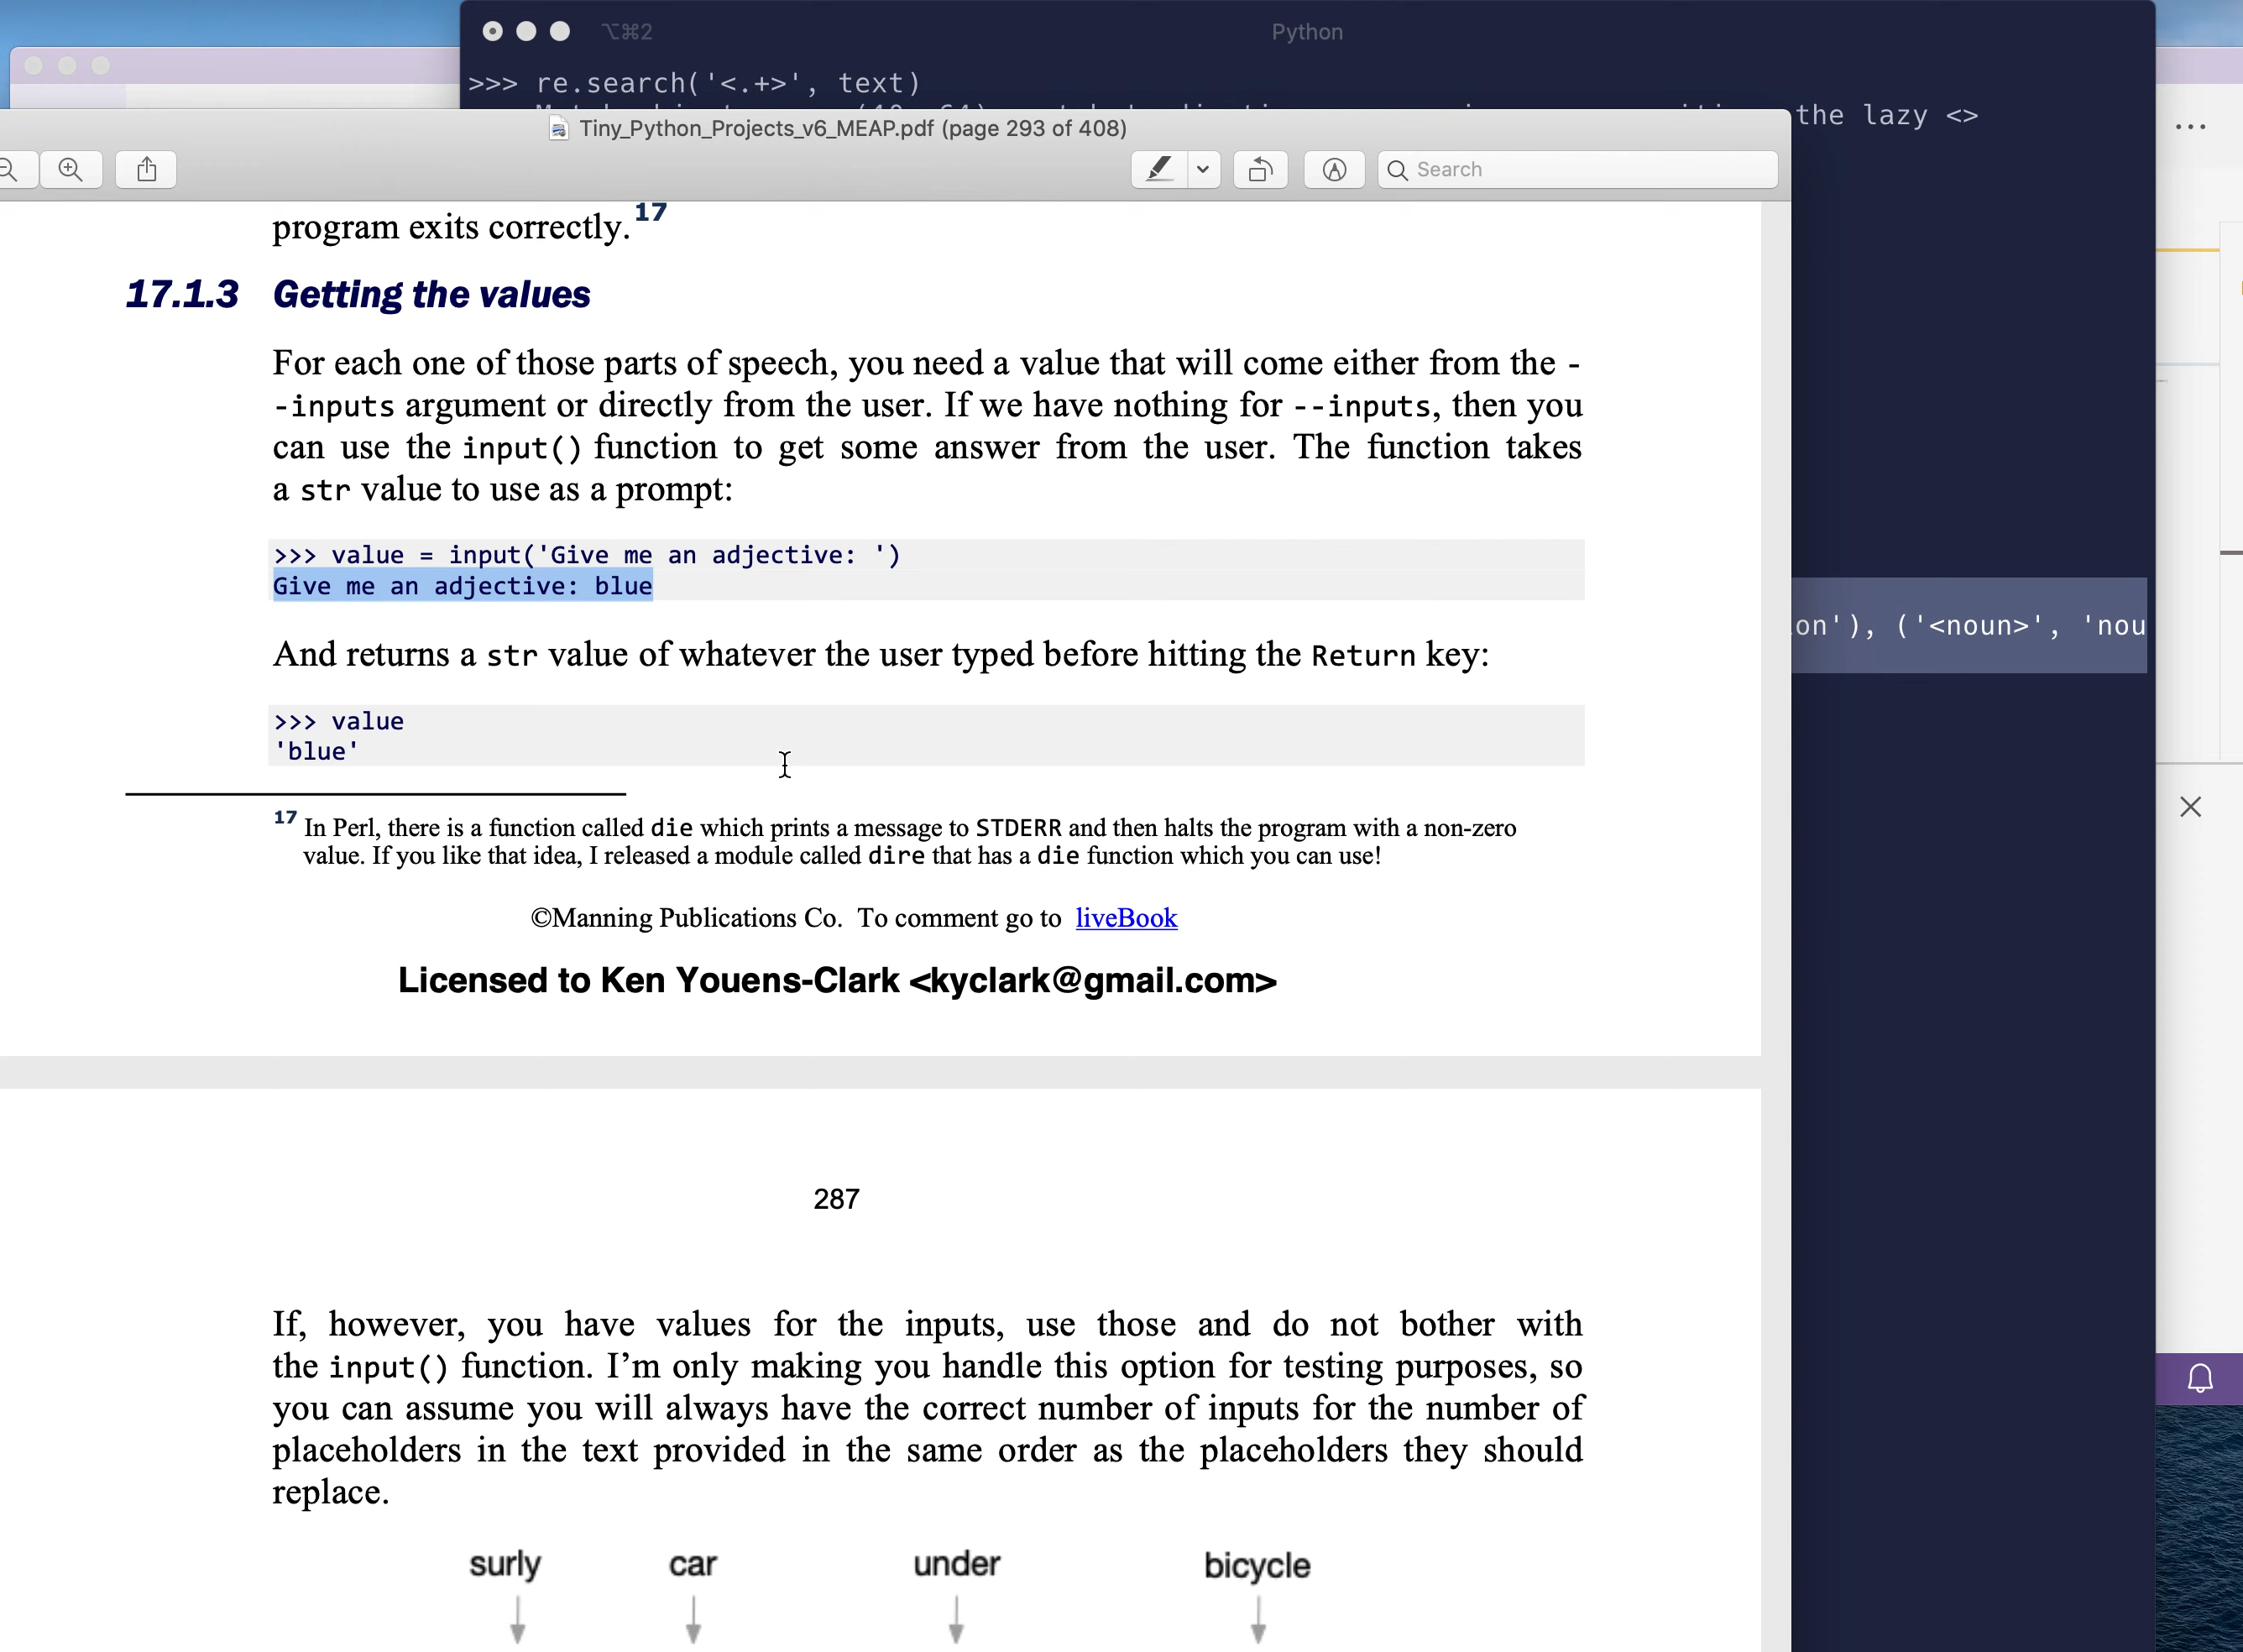 ⌥⌘2 Python
>>> re.search('<.+>', text)
the lazy <>
Tiny_Python_Projects_v6_MEAP.pdf (page 293 of 408)
Search
program exits correctly.17
17.1.3 Getting the values
For each one of those parts of speech, you need a value that will come either from the -
-inputs argument or directly from the user. If we have nothing for --inputs, then you
can use the input() function to get some answer from the user. The function takes
a str value to use as a prompt:
>>> value = input('Give me an adjective: ')
Give me an adjective: blue
on'), ('<noun>', 'nou
And returns a str value of whatever the user typed before hitting the Return key:
>>> value
'blue'
17 In Perl, there is a function called die which prints a message to STDERR and then halts the program with a non-zero
value. If you like that idea, I released a module called dire that has a die function which you can use!
©Manning Publications Co. To comment go to liveBook
Licensed to Ken Youens-Clark <kyclark@gmail.com>
287
If, however, you have values for the inputs, use those and do not bother with
the input() function. I’m only making you handle this option for testing purposes, so
you can assume you will always have the correct number of inputs for the number of
placeholders in the text provided in the same order as the placeholders they should
replace.
surly car under bicycle